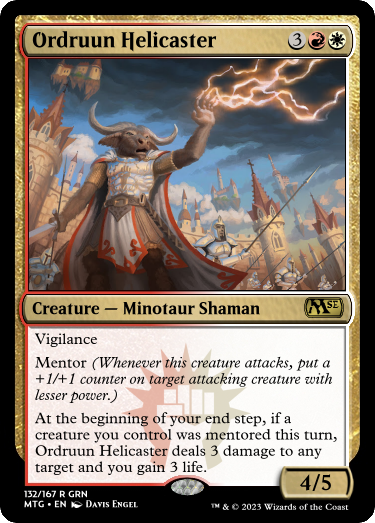 Ordruun Helicaster 3
Creature — Minotaur Shaman
MSE
Vigilance
Mentor (Whenever this creature attacks, put a
+1/+1 counter on target attacking creature with
lesser power.)
At the beginning of your end step, if a
creature you control was mentored this turn,
Ordruun Helicaster deals 3 damage to any
target and you gain 3 life.
4/5
132/167 R GRN
MTG • EN Davis Engel
™ & © 2023 Wizards of the Coast